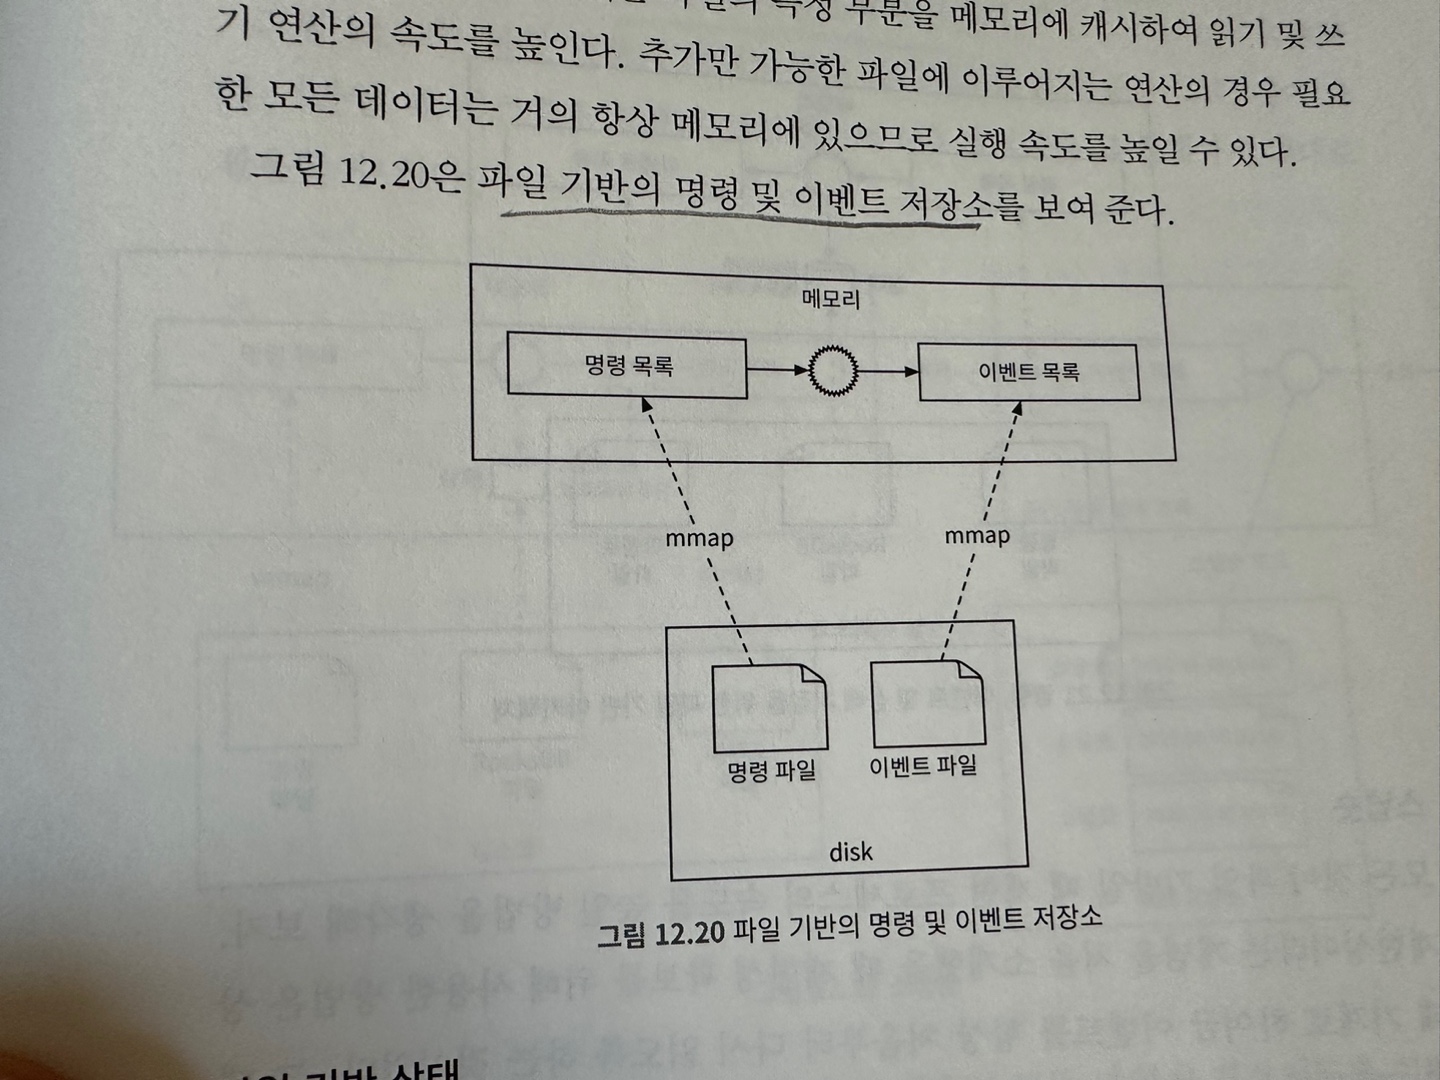 부분을 메모리에 캐시하여 읽기 및 쓰
기 연산의 속도를 높인다. 추가만 가능한 파일에 이루어지는 연산의 경우 필요
한 모든 데이터는 거의 항상 메모리에 있으므로 실행 속도를 높일 수 있다.
그림 12.20은 파일 기반의 명령 및 이벤트 저장소를 보여 준다.
메모리
명령 목록
이벤트 목록
mmap
mmap
명령 파일
이벤트 파일
disk
그림 12.20 파일 기반의 명령 및 이벤트 저장소
기반 상태